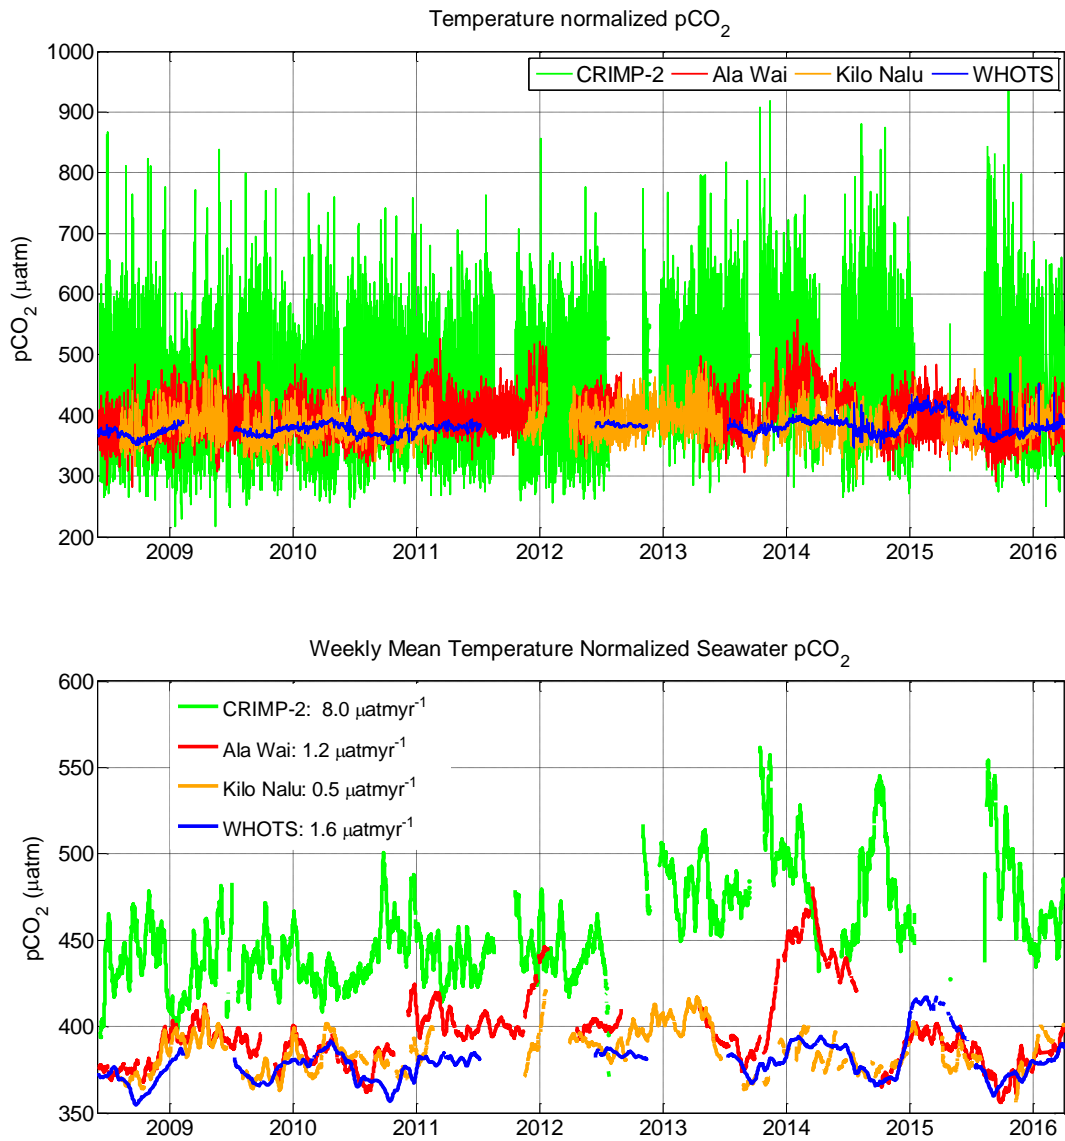 Temperature normalized pCO2
1000
CRIMP-2 Ala Wai Kilo Nalu WHOTS
900
800
700
pCO2 (µatm)
600
500
400
300
200
2009 2010 2011 2012 2013 2014 2015 2016
Weekly Mean Temperature Normalized Seawater pCO2
600
CRIMP-2: 8.0 µatmyr-1
Ala Wai: 1.2 µatmyr-1
550
Kilo Nalu: 0.5 µatmyr-1
WHOTS: 1.6 µatmyr-1
500
pCO2 (µatm)
450
400
350
2009 2010 2011 2012 2013 2014 2015 2016